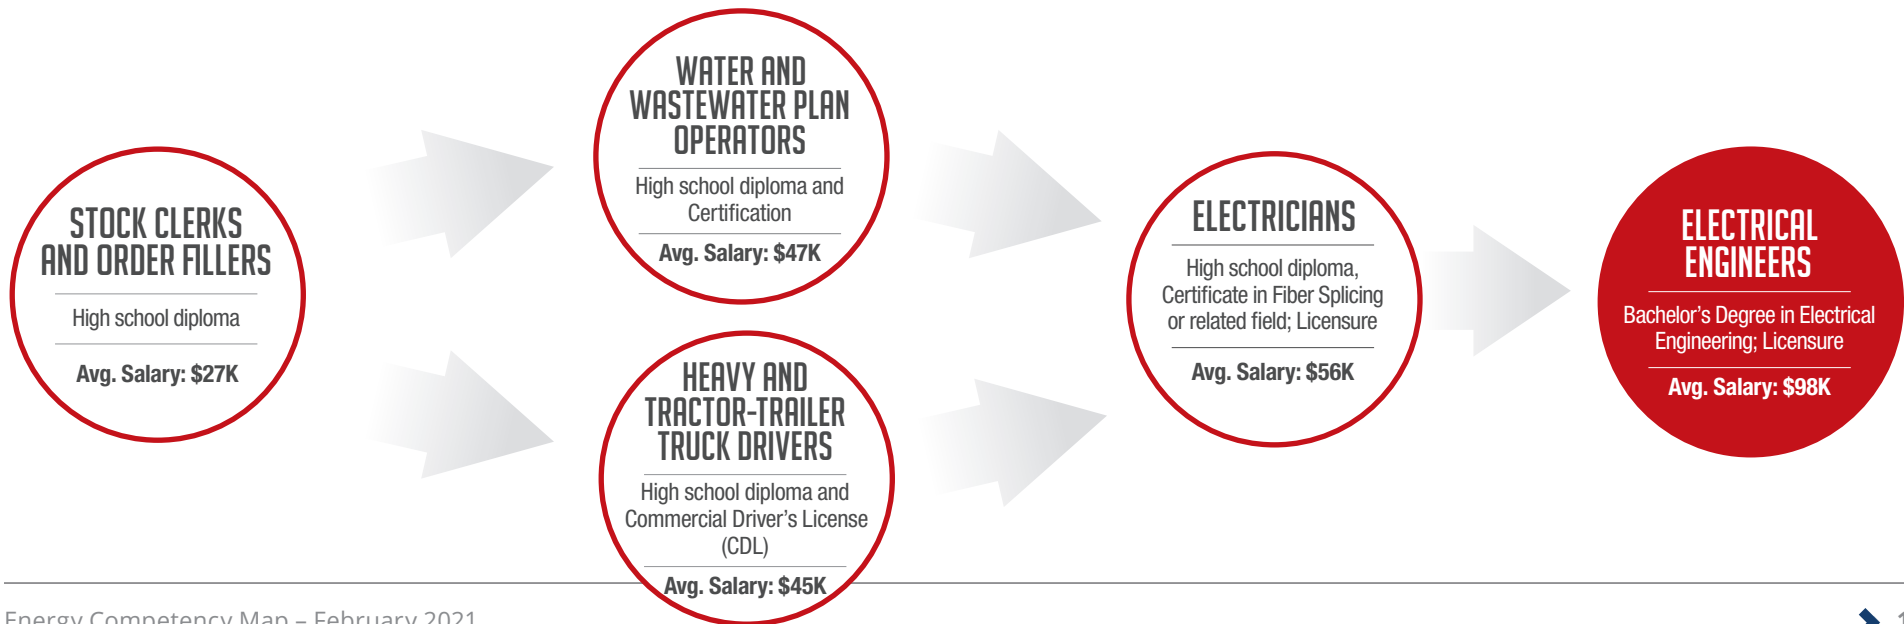 STOCK CLERKS
AND ORDER FILLERS
High school diploma
Avg. Salary: $27K
WATER AND
WASTEWATER PLAN
OPERATORS
High school diploma and
Certification
Avg. Salary: $47K
HEAVY AND
TRACTOR-TRAILER
TRUCK DRIVERS
High school diploma and
Commercial Driver's License
(CDL)
Avg. Salary: $45K
ELECTRICIANS
High school diploma,
Certificate in Fiber Splicing
or related field; Licensure
Avg. Salary: $56K
ELECTRICAL
ENGINEERS
Bachelor's Degree in Electrical
Engineering; Licensure
Avg. Salary: $98K
Energy Competency Map – February 2021